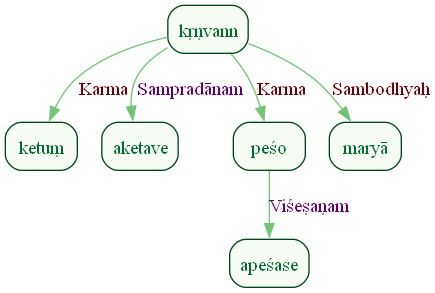 kṛṇvann
Karma Sampradānam Karma Sambodhyaḥ
ketuṃ aketave peśo maryā
Viśeṣaṇam
apeśase